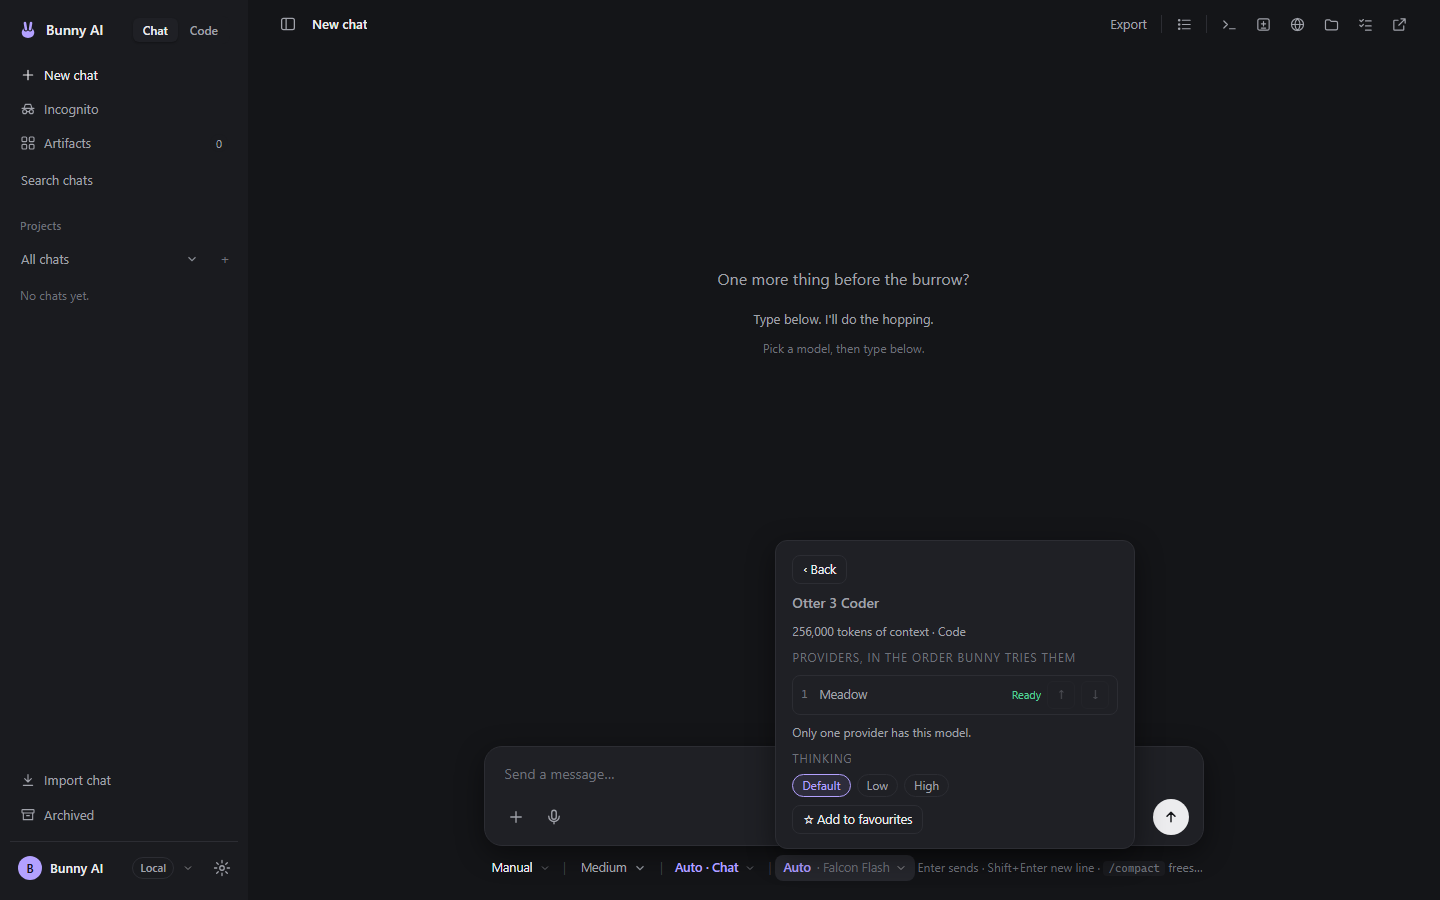 Bunny AI Chat Code
New chat
Incognito
Artifacts 0
Search chats
Projects
All chats +
No chats yet.
Import chat
Archived
B Bunny AI Local
New chat
Export
One more thing before the burrow?
Type below. I'll do the hopping.
Pick a model, then type below.
‹ Back
Otter 3 Coder
256,000 tokens of context · Code
PROVIDERS, IN THE ORDER BUNNY TRIES THEM
1 Meadow Ready ↑ ↓
Only one provider has this model.
THINKING
Default Low High
☆ Add to favourites
Send a message...
Manual | Medium | Auto · Chat | Auto · Falcon Flash Enter sends · Shift+Enter new line · /compact frees...